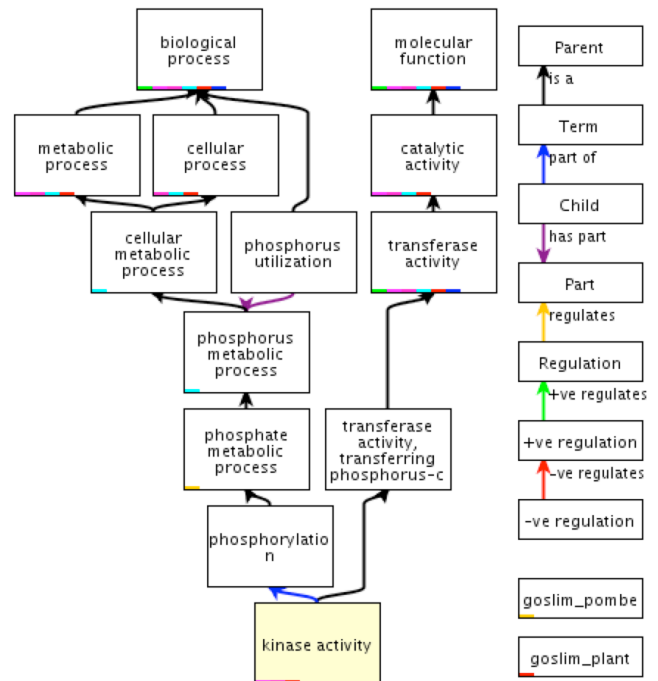 biological
process
molecular
function
Parent
is a
metabolic
process
cellular
process
catalytic
activity
Term
part of
cellular
metabolic
process
phosphorus
utilization
transferase
activity
Child
has part
Part
regulates
phosphorus
metabolic
process
Regulation
+ve regulates
phosphate
metabolic
process
transferase
activity,
transferring
phosphorus-c
+ve regulation
-ve regulates
phosphorylatio
n
-ve regulation
kinase activity
goslim_pombe
goslim_plant